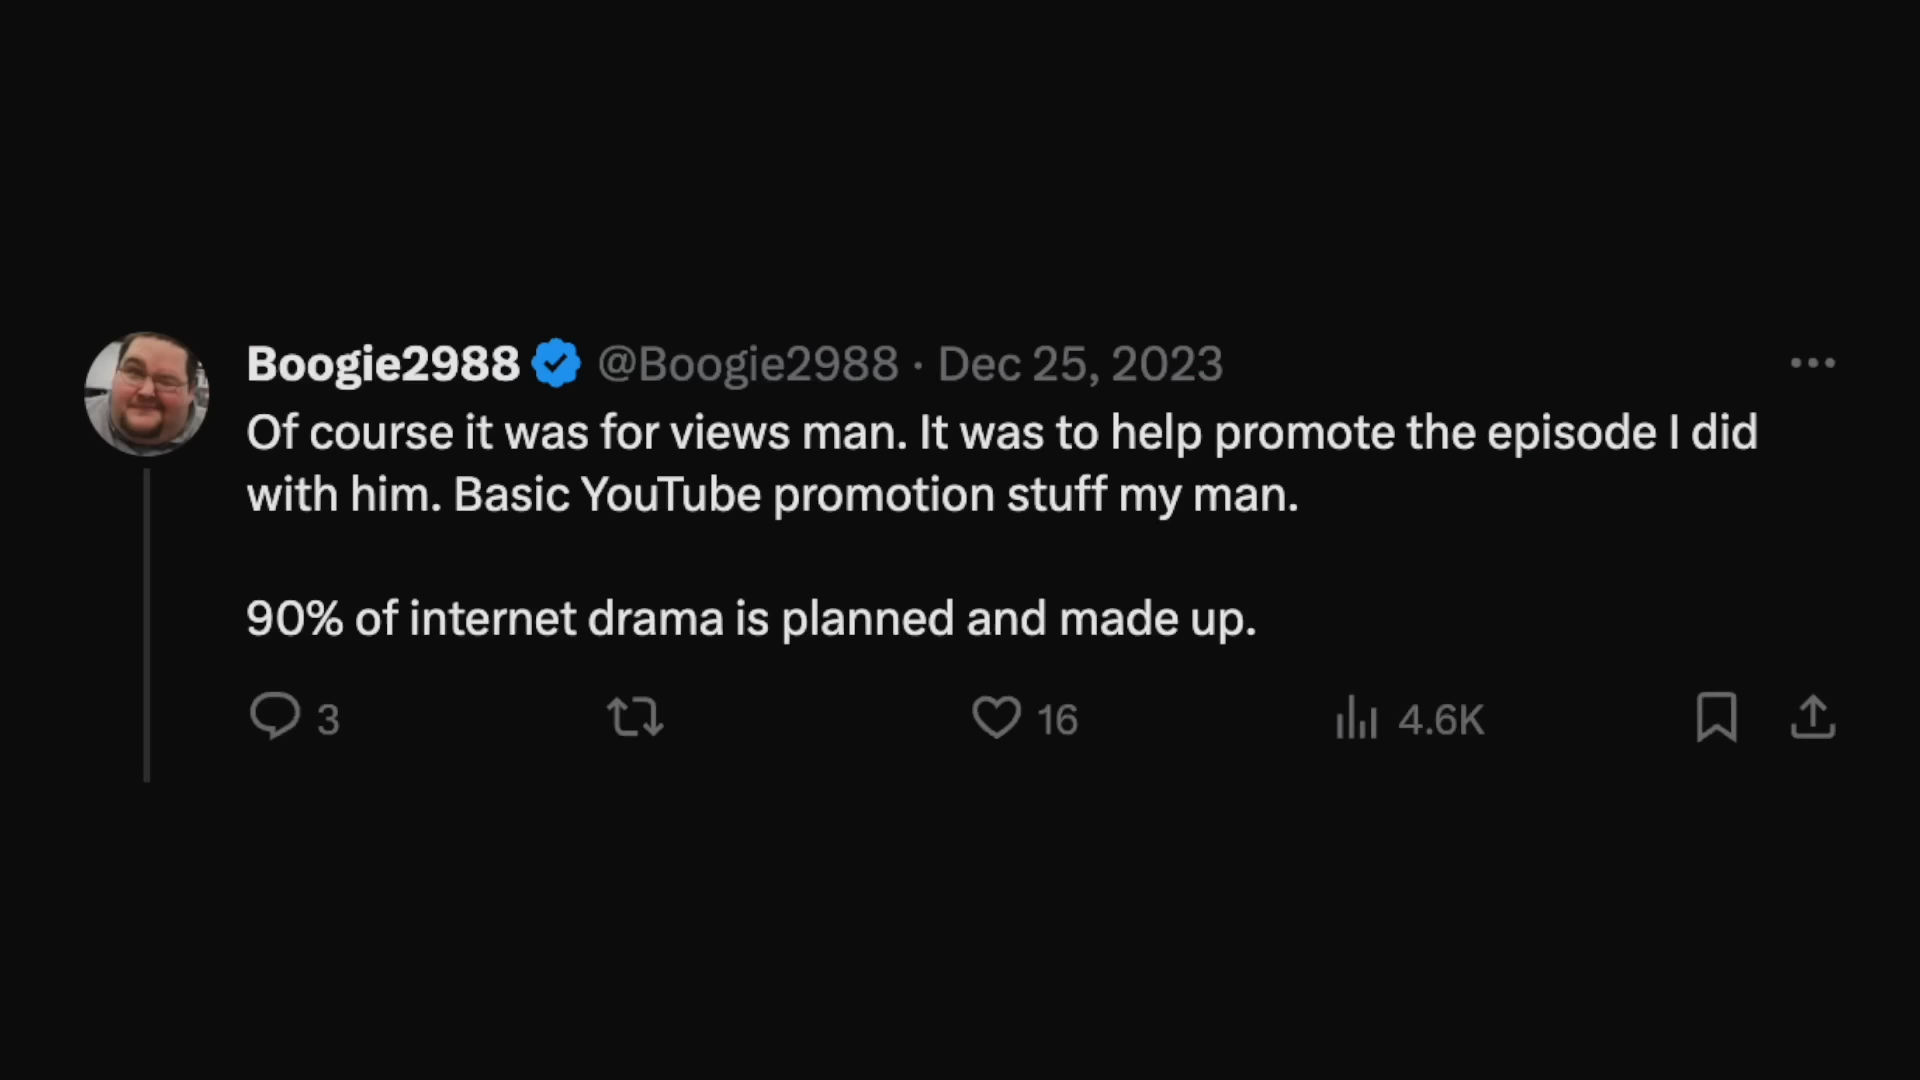 Boogie2988 @Boogie2988 · Dec 25, 2023
Of course it was for views man. It was to help promote the episode I did
with him. Basic YouTube promotion stuff my man.
90% of internet drama is planned and made up.
3 16 4.6K